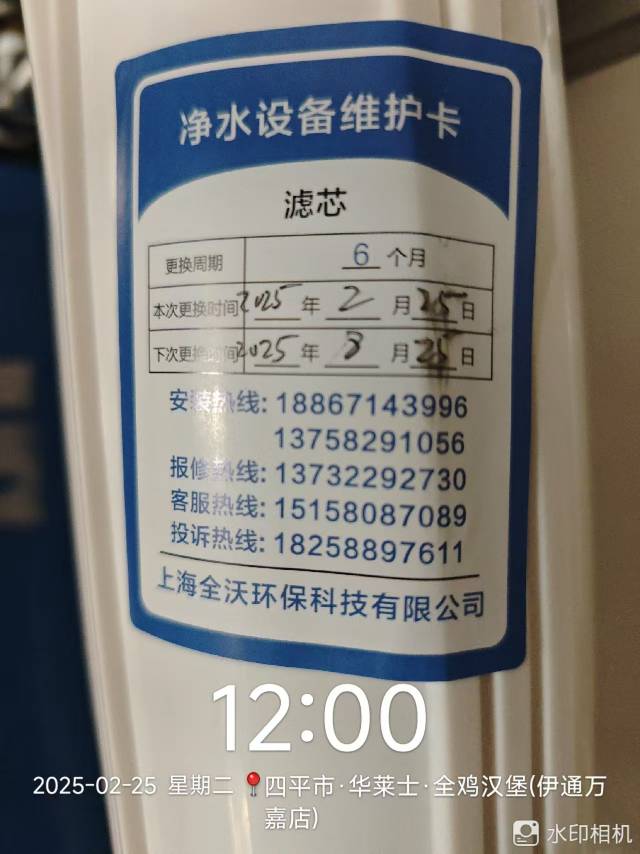 净水设备维护卡
滤芯
更换周期 6 个月
本次更换时间 2025 年 2 月 25 日
下次更换时间 2025 年 8 月 25 日
安装热线: 18867143996
13758291056
报修热线: 13732292730
客服热线: 15158087089
投诉热线: 18258897611
上海全沃环保科技有限公司
12:00
2025-02-25 星期二 📍四平市·华莱士·全鸡汉堡(伊通万
嘉店)
水印相机